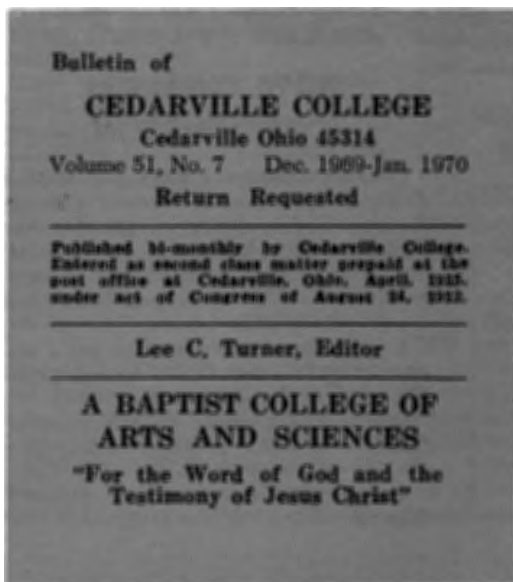 Bulletin of
CEDARVILLE COLLEGE
Cedarville Ohio 45314
Volume 51, No. 7 Dec. 1969-Jan. 1970
Return Requested
Published bi-monthly by Cedarville College.
Entered as second class matter prepaid at the
post office at Cedarville, Ohio, April, 1915,
under act of Congress of August 24, 1912.
Lee C. Turner, Editor
A BAPTIST COLLEGE OF
ARTS AND SCIENCES
"For the Word of God and the
Testimony of Jesus Christ"